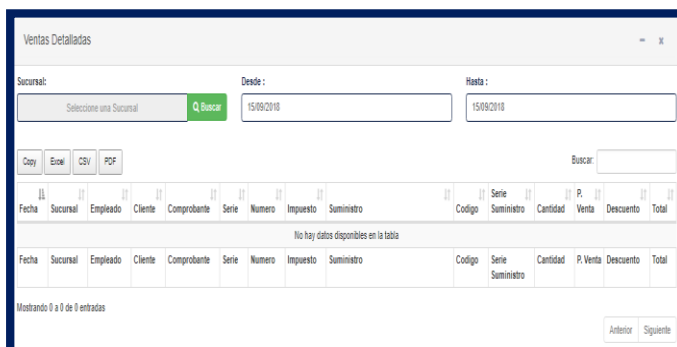 Ventas Detalladas
Sucursal: Desde : Hasta :
Seleccione una Sucursal Buscar 15/09/2018 15/09/2018
Copy Excel CSV PDF Buscar:
Fecha Sucursal Empleado Cliente Comprobante Serie Numero Impuesto Suministro Codigo Serie Suministro Cantidad P. Venta Descuento Total
No hay datos disponibles en la tabla
Fecha Sucursal Empleado Cliente Comprobante Serie Numero Impuesto Suministro Codigo Serie Suministro Cantidad P. Venta Descuento Total
Mostrando 0 a 0 de 0 entradas
Anterior Siguiente